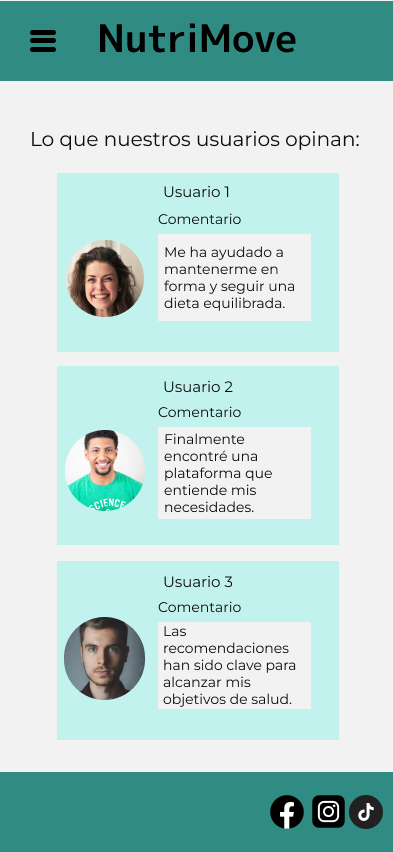 NutriMove
Lo que nuestros usuarios opinan:
Usuario 1
Comentario
Me ha ayudado a
mantenerme en
forma y seguir una
dieta equilibrada.
Usuario 2
Comentario
Finalmente
encontré una
plataforma que
entiende mis
necesidades.
SCIENCE
Usuario 3
Comentario
Las
recomendaciones
han sido clave para
alcanzar mis
objetivos de salud.